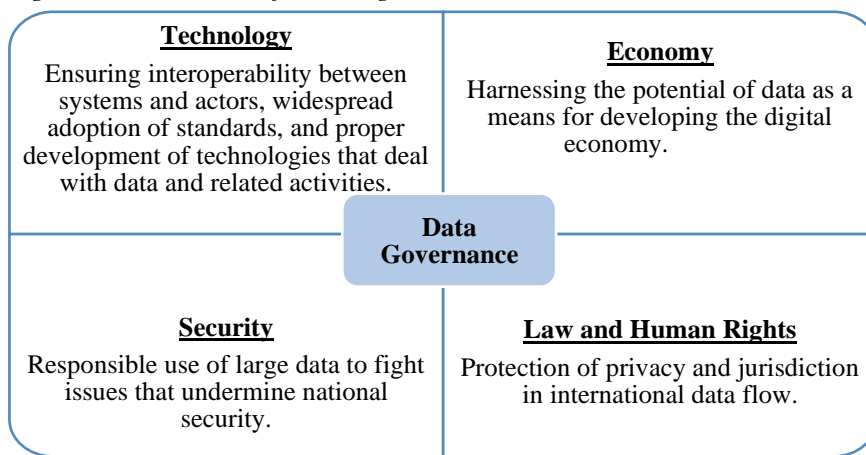 Technology
Ensuring interoperability between
systems and actors, widespread
adoption of standards, and proper
development of technologies that deal
with data and related activities.
Economy
Harnessing the potential of data as a
means for developing the digital
economy.
Data
Governance
Security
Responsible use of large data to fight
issues that undermine national
security.
Law and Human Rights
Protection of privacy and jurisdiction
in international data flow.